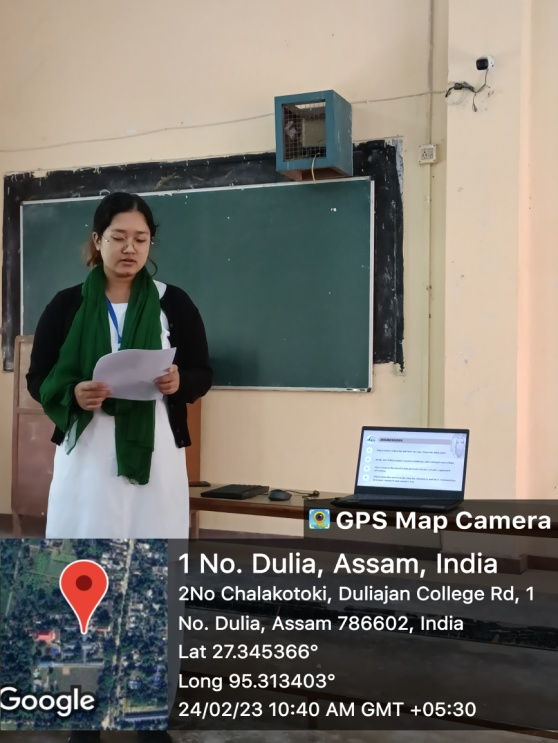 GPS Map Camera
1 No. Dulia, Assam, India
2No Chalakotoki, Duliajan College Rd, 1
No. Dulia, Assam 786602, India
Lat 27.345366°
Long 95.313403°
24/02/23 10:40 AM GMT +05:30
Google